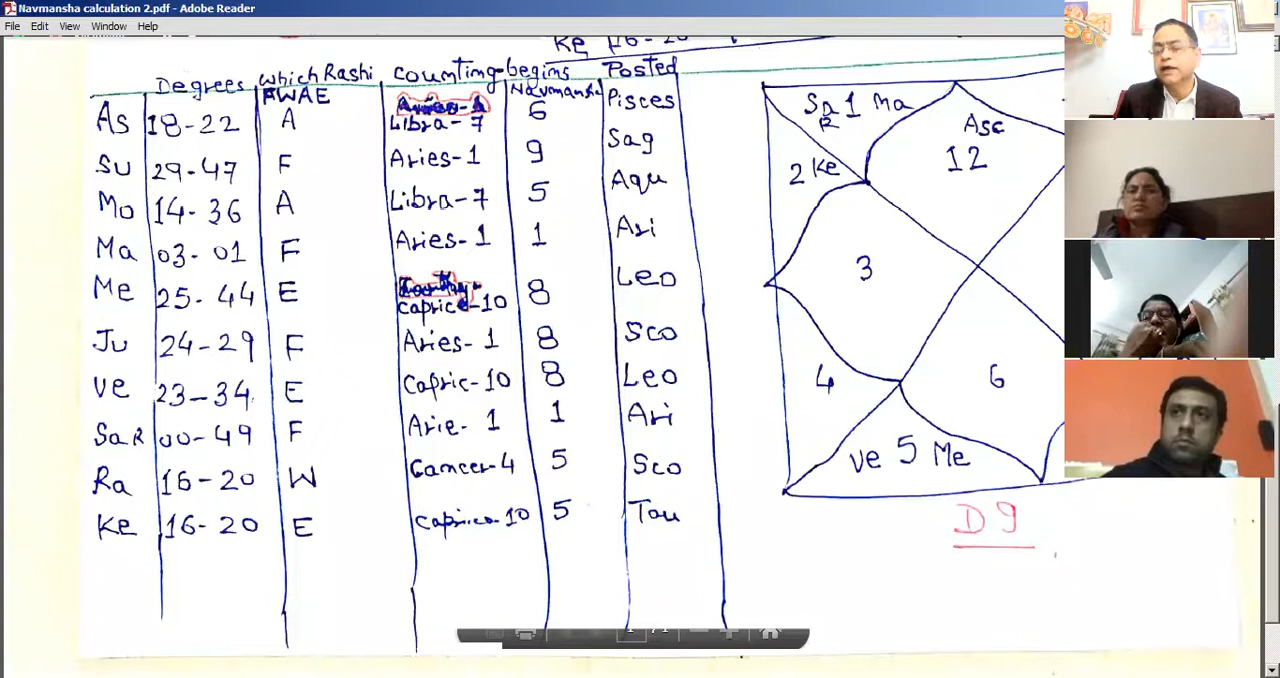 Navmansha calculation 2.pdf - Adobe Reader
File Edit View Window Help
Ke 16-20
Degrees Which Rashi counting-begins Posted
FWAE Navmansha
As 18-22 A Libra-7 6 Pisces
Su 29-47 F Aries-1 9 Sag
Mo 14-36 A Libra-7 5 Aqu
Ma 03-01 F Aries-1 1 Ari
Me 25-44 E Capric-10 8 Leo
Ju 24-29 F Aries-1 8 Sco
Ve 23-34 E Capric-10 8 Leo
SaR 00-49 F Arie-1 1 Ari
Ra 16-20 W Cancer-4 5 Sco
Ke 16-20 E Caprico-10 5 Tau
Sa 1 Ma
R
Asc
12
2 Ke
3
4
6
Ve 5 Me
D9